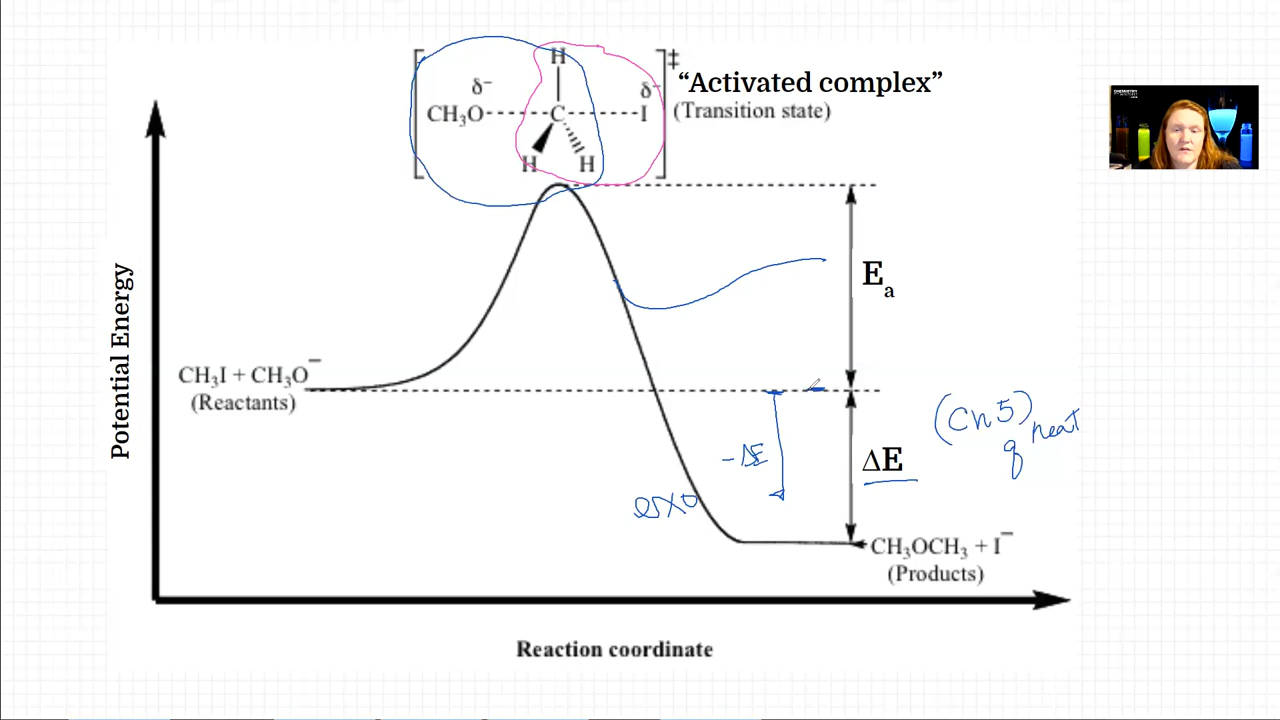 H
δ⁻
δ⁻
CH₃O C I
H H
‡
“Activated complex”
(Transition state)
Potential Energy
CH₃I + CH₃O⁻
(Reactants)
Eₐ
(Ch 5)
q heat
-ΔE
ΔE
exo
CH₃OCH₃ + I⁻
(Products)
Reaction coordinate
CHEMISTRY